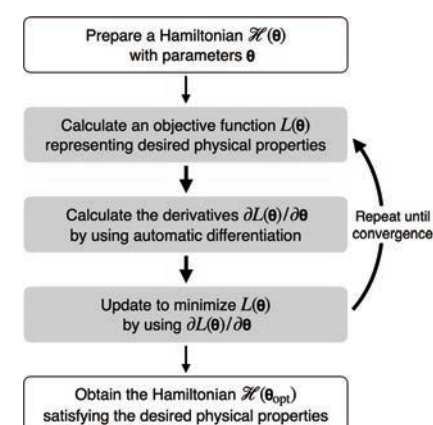 Prepare a Hamiltonian ℋ(θ)
with parameters θ
Calculate an objective function L(θ)
representing desired physical properties
Calculate the derivatives ∂L(θ)/∂θ
by using automatic differentiation
Repeat until
convergence
Update to minimize L(θ)
by using ∂L(θ)/∂θ
Obtain the Hamiltonian ℋ(θopt)
satisfying the desired physical properties